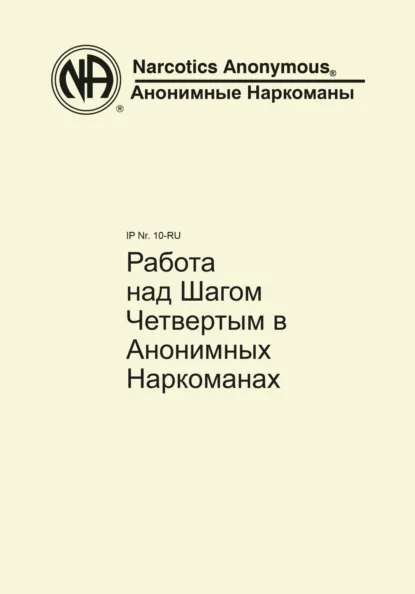 NA
®
Narcotics Anonymous®
Анонимные Наркоманы
IP Nr. 10-RU
Работа
над Шагом
Четвертым в
Анонимных
Наркоманах